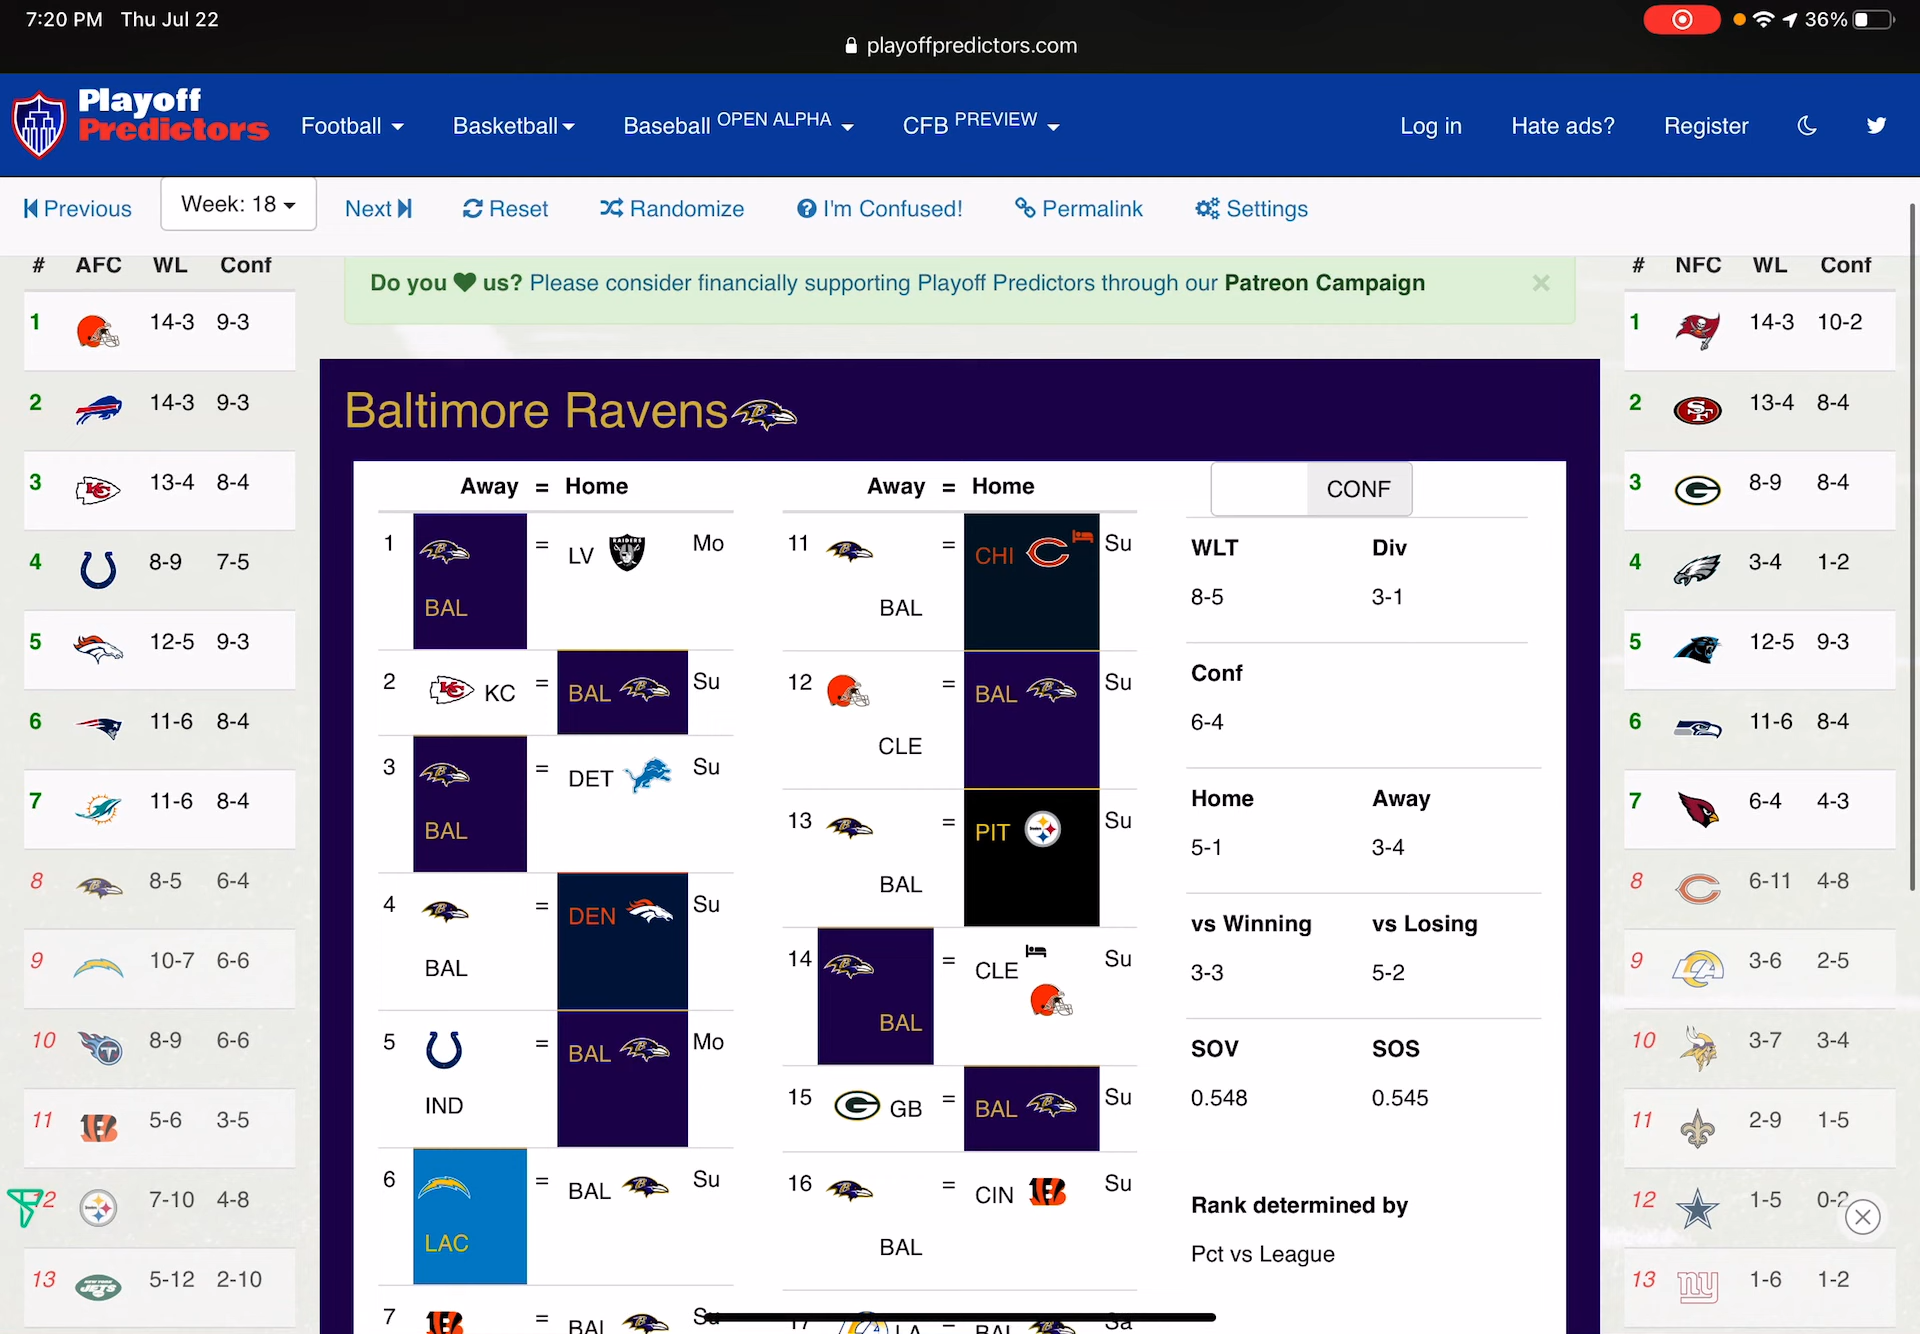 7:20 PM Thu Jul 22
36%
playoffpredictors.com
Playoff
Predictors
Football
Basketball
Baseball OPEN ALPHA
CFB PREVIEW
Log in
Hate ads?
Register
Previous
Week: 18
Next
Reset
Randomize
I'm Confused!
Permalink
Settings
Do you us? Please consider financially supporting Playoff Predictors through our Patreon Campaign
# AFC WL Conf
1 14-3 9-3
2 14-3 9-3
3 13-4 8-4
4 8-9 7-5
5 12-5 9-3
6 11-6 8-4
7 11-6 8-4
8 8-5 6-4
9 10-7 6-6
10 8-9 6-6
11 5-6 3-5
12 7-10 4-8
13 5-12 2-10
Baltimore Ravens
Away = Home
1 BAL = LV RAIDERS Mo
2 KC = BAL Su
3 BAL = DET Su
4 BAL = DEN Su
5 IND = BAL Mo
6 LAC = BAL Su
7 = BAL Su
Away = Home
11 BAL = CHI Su
12 CLE = BAL Su
13 BAL = PIT Su
14 BAL = CLE Su
15 GB = BAL Su
16 BAL = CIN Su
17 LA = BAL Sa
CONF
WLT Div
8-5 3-1
Conf
6-4
Home Away
5-1 3-4
vs Winning vs Losing
3-3 5-2
SOV SOS
0.548 0.545
Rank determined by
Pct vs League
# NFC WL Conf
1 14-3 10-2
2 13-4 8-4
3 8-9 8-4
4 3-4 1-2
5 12-5 9-3
6 11-6 8-4
7 6-4 4-3
8 6-11 4-8
9 3-6 2-5
10 3-7 3-4
11 2-9 1-5
12 1-5 0-2
13 ny 1-6 1-2